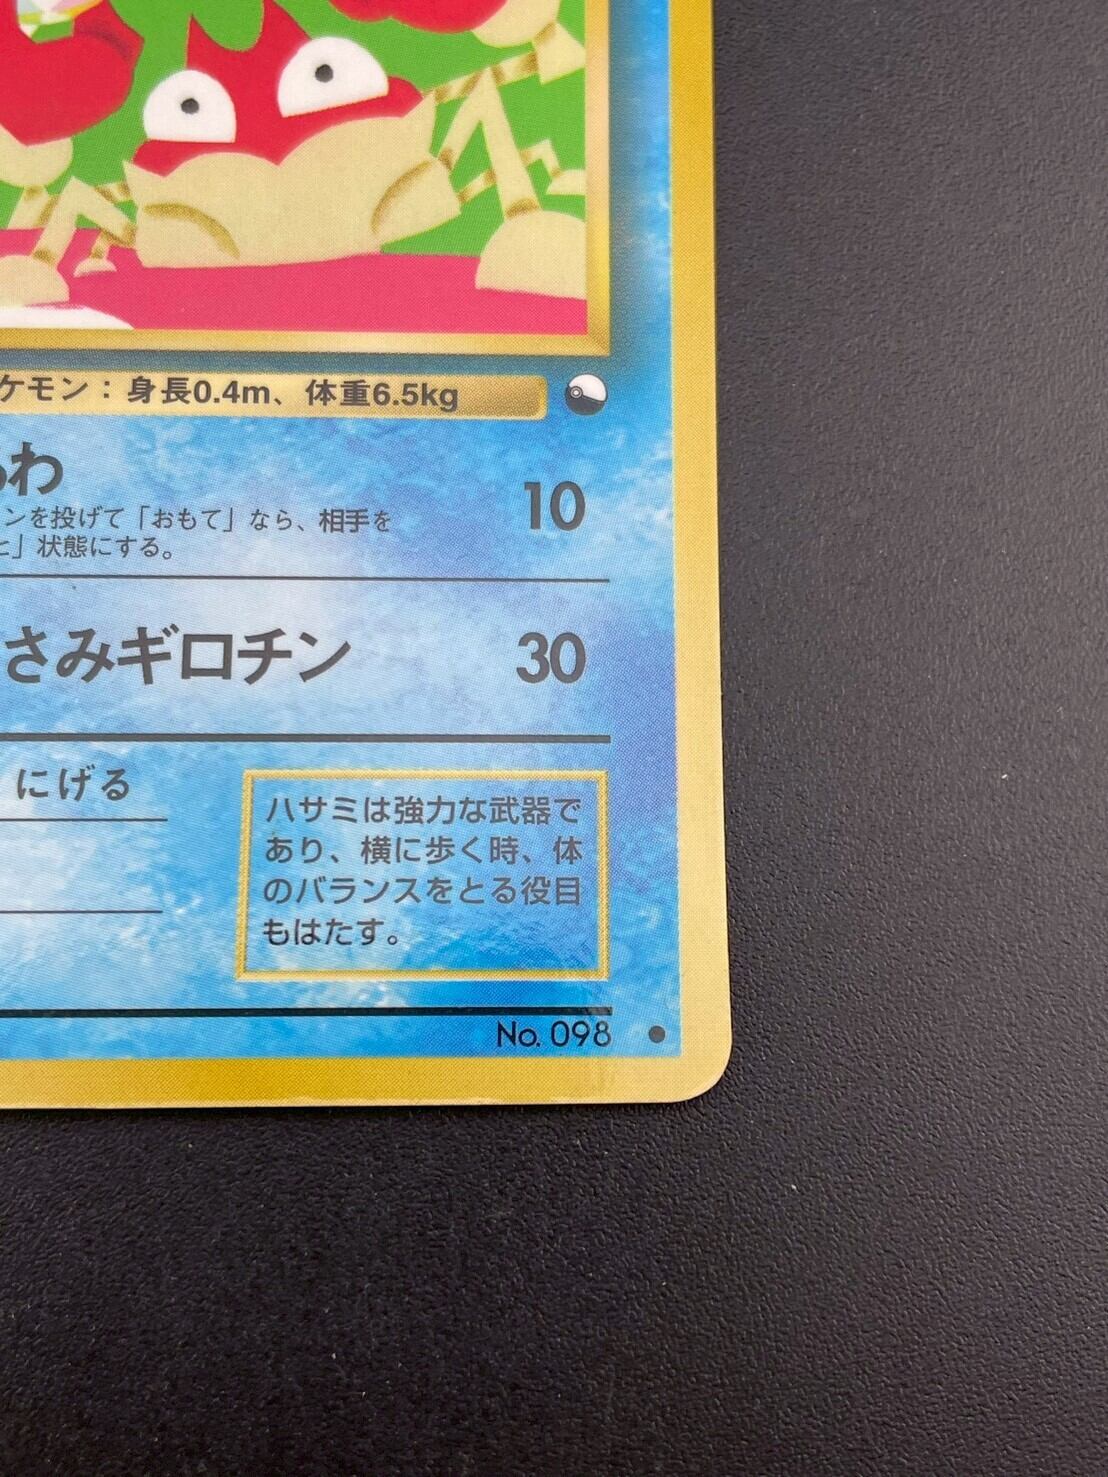 ケモン：身長0.4m、体重6.5kg
わ
10
ンを投げて「おもて」なら、相手を
」状態にする。
さみギロチン
30
にげる
ハサミは強力な武器で
あり、横に歩く時、体
のバランスをとる役目
もはたす。
No. 098 ●